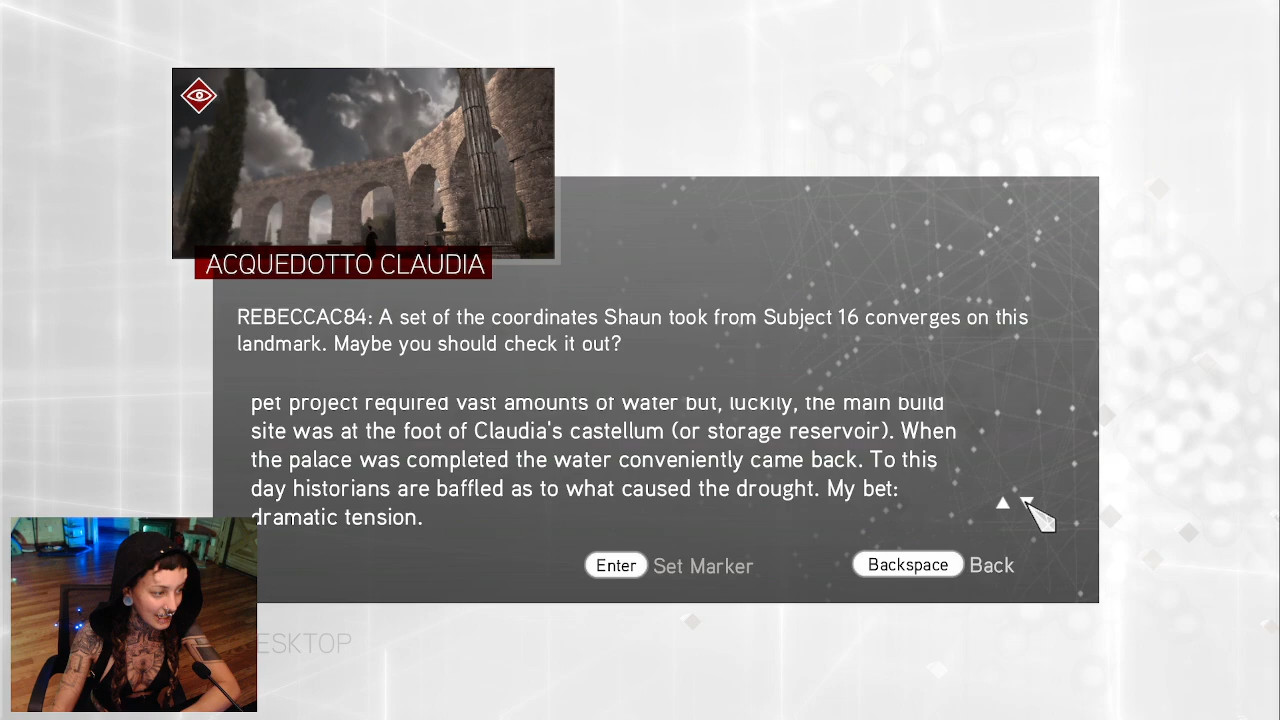 ACQUEDOTTO CLAUDIA
REBECCAC84: A set of the coordinates Shaun took from Subject 16 converges on this
landmark. Maybe you should check it out?
pet project required vast amounts of water but, luckily, the main build
site was at the foot of Claudia's castellum (or storage reservoir). When
the palace was completed the water conveniently came back. To this
day historians are baffled as to what caused the drought. My bet:
dramatic tension.
Enter Set Marker Backspace Back
ESKTOP